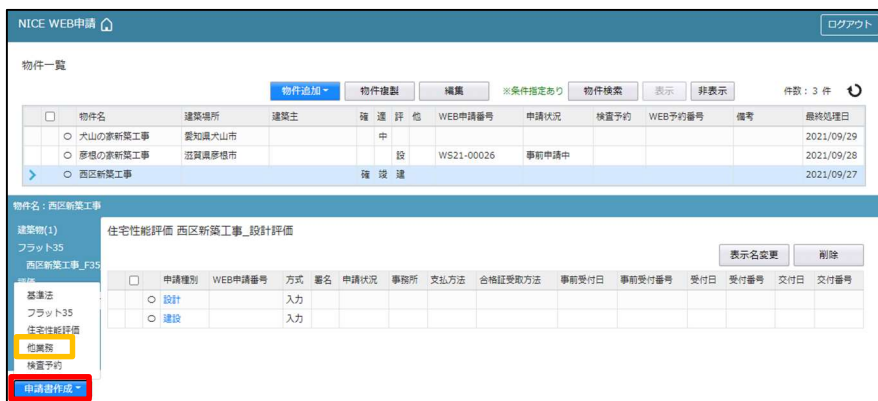 NICE WEB申請
ログアウト
物件一覧
物件追加 物件複製 編集 ※条件指定あり 物件検索 表示 非表示 件数：3 件
物件名 建築場所 建築主 確 適 評 他 WEB申請番号 申請状況 検査予約 WEB予約番号 備考 最終処理日
○ 犬山の家新築工事 愛知県犬山市 中 2021/09/29
○ 彦根の家新築工事 滋賀県彦根市 設 WS21-00026 事前申請中 2021/09/28
○ 西区新築工事 確 竣 建 2021/09/27
物件名：西区新築工事
建築物(1)
フラット35
西区新築工事_F35
住宅性能評価 西区新築工事_設計評価
表示名変更 削除
申請種別 WEB申請番号 方式 署名 申請状況 事務所 支払方法 合格証受取方法 事前受付日 事前受付番号 受付日 受付番号 交付日 交付番号
○ 設計 入力
○ 建設 入力
基準法
フラット35
住宅性能評価
他業務
検査予約
申請書作成